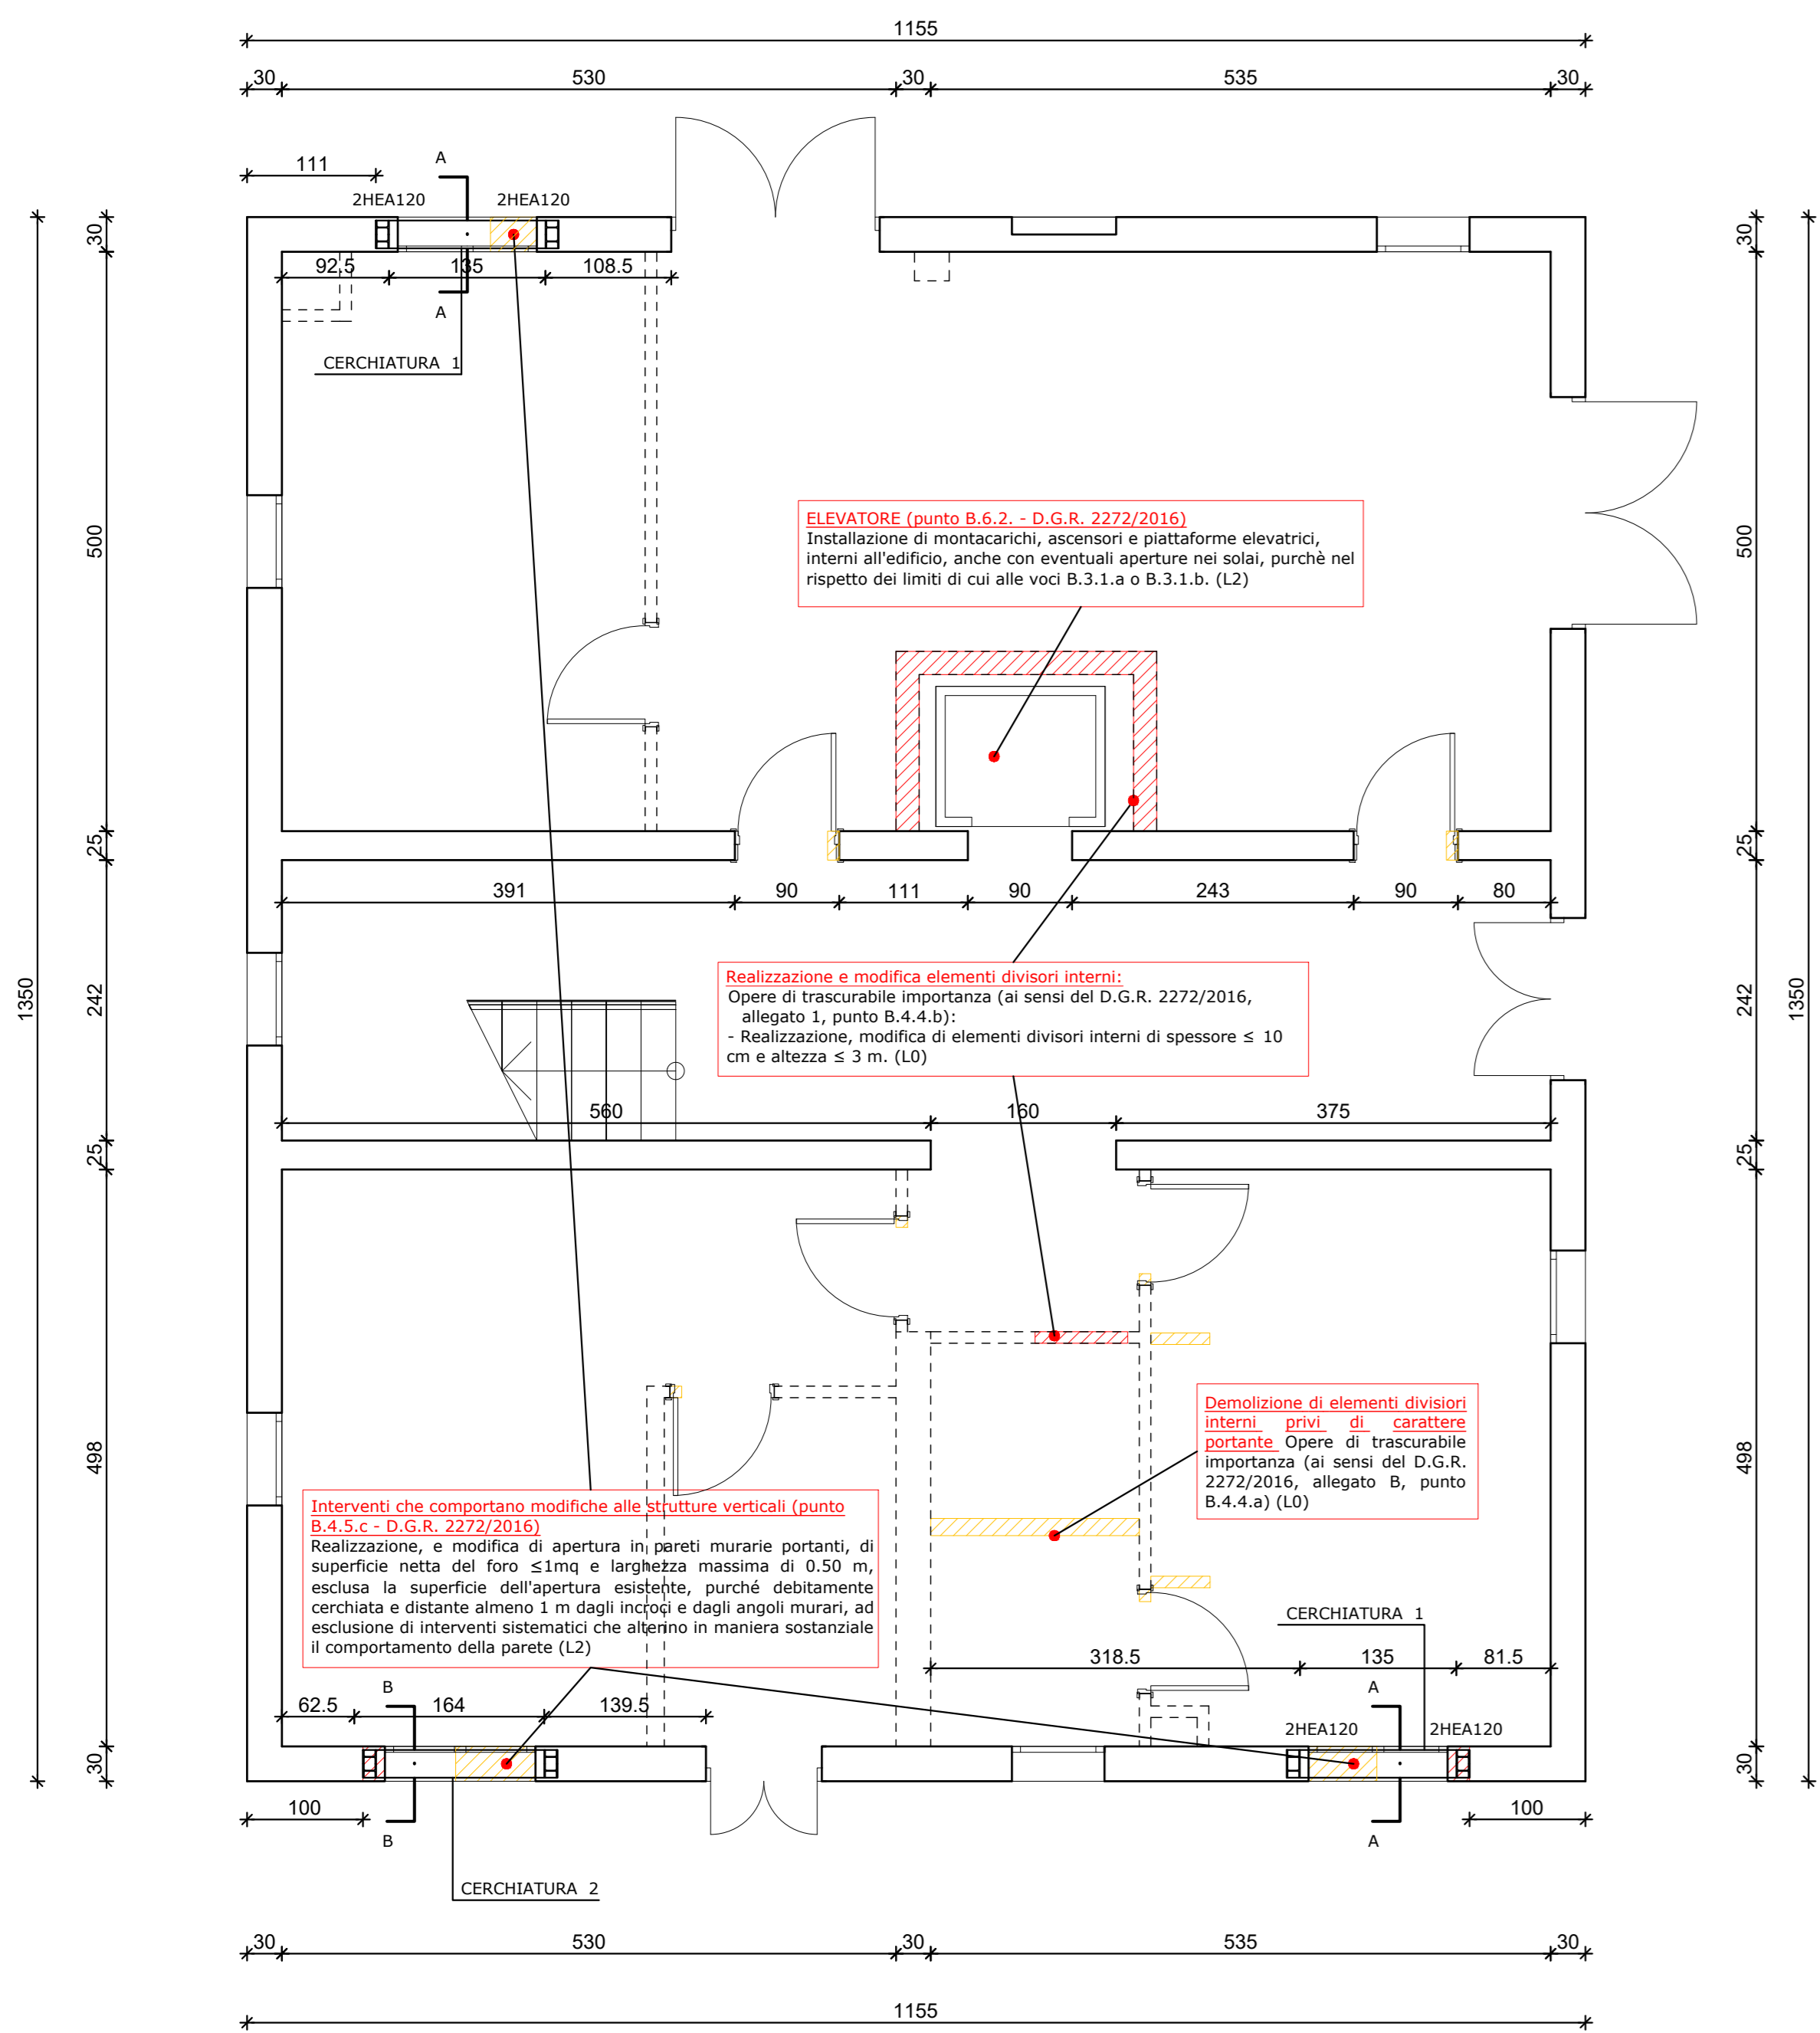 1155
30 530 30 535 30
111
A
2HEA120 2HEA120
30 30
92.5 135 108.5
A
CERCHIATURA 1
500 500
ELEVATORE (punto B.6.2. - D.G.R. 2272/2016)
Installazione di montacarichi, ascensori e piattaforme elevatrici,
interni all'edificio, anche con eventuali aperture nei solai, purchè nel
rispetto dei limiti di cui alle voci B.3.1.a o B.3.1.b. (L2)
25 25
391 90 111 90 243 90 80
Realizzazione e modifica elementi divisori interni:
Opere di trascurabile importanza (ai sensi del D.G.R. 2272/2016,
allegato 1, punto B.4.4.b):
- Realizzazione, modifica di elementi divisori interni di spessore ≤ 10
cm e altezza ≤ 3 m. (L0)
1350 242 242 1350
560 160 375
25 25
498 498
Demolizione di elementi divisiori
interni privi di carattere
portante Opere di trascurabile
importanza (ai sensi del D.G.R.
2272/2016, allegato B, punto
B.4.4.a) (L0)
Interventi che comportano modifiche alle strutture verticali (punto
B.4.5.c - D.G.R. 2272/2016)
Realizzazione, e modifica di apertura in pareti murarie portanti, di
superficie netta del foro ≤1mq e larghezza massima di 0.50 m,
esclusa la superficie dell'apertura esistente, purché debitamente
cerchiata e distante almeno 1 m dagli incroci e dagli angoli murari, ad
esclusione di interventi sistematici che alterino in maniera sostanziale
il comportamento della parete (L2)
CERCHIATURA 1
318.5 135 81.5
B A
62.5 164 139.5
2HEA120 2HEA120
30 30
100 100
B A
CERCHIATURA 2
30 530 30 535 30
1155